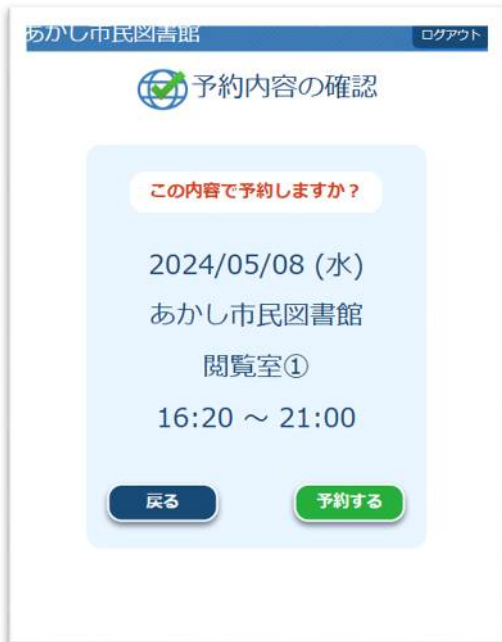 あかし市民図書館
ログアウト
予約内容の確認
この内容で予約しますか？
2024/05/08 (水)
あかし市民図書館
閲覧室①
16:20 ～ 21:00
戻る
予約する